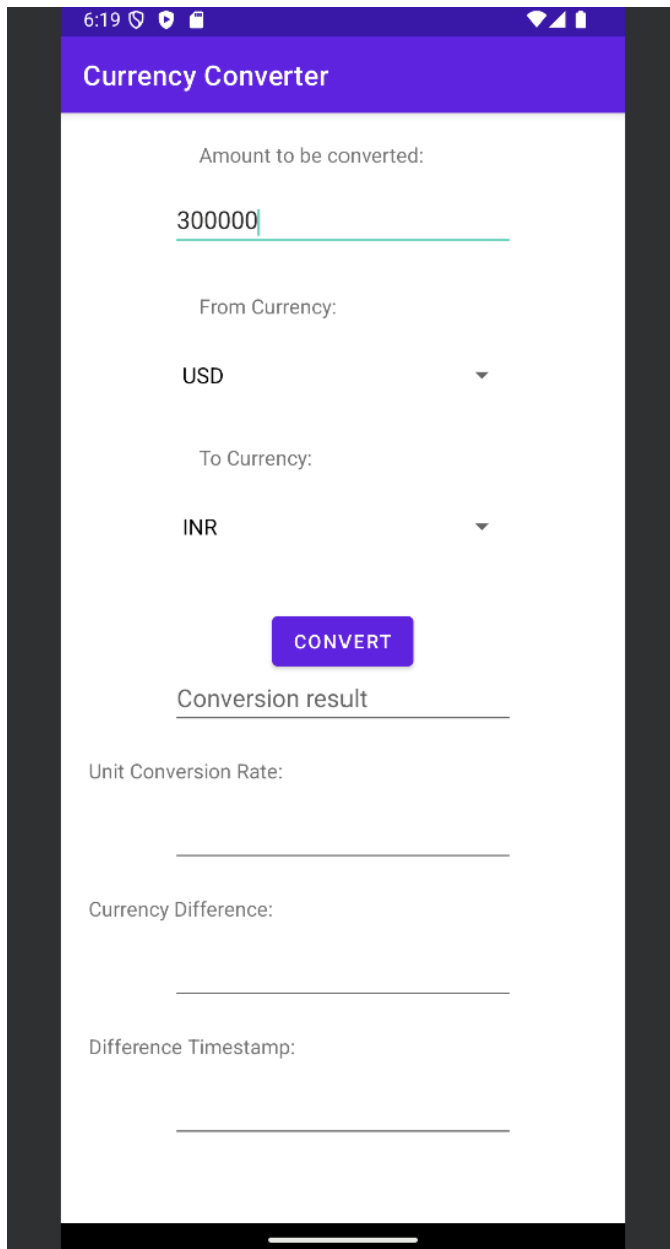 6:19
Currency Converter
Amount to be converted:
300000
From Currency:
USD
To Currency:
INR
CONVERT
Conversion result
Unit Conversion Rate:
Currency Difference:
Difference Timestamp: